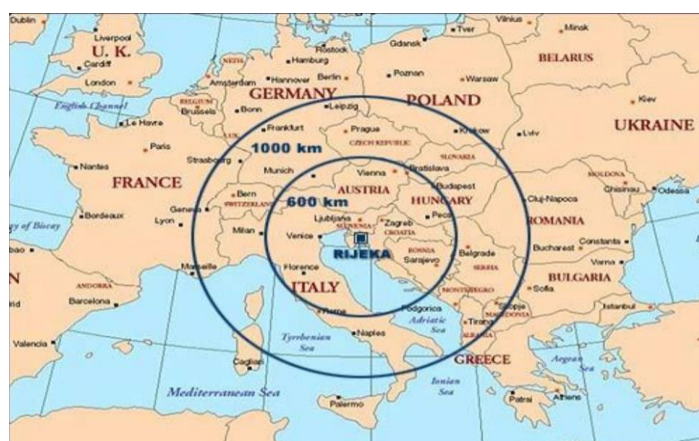 Dublin
Liverpool
U. K.
Cardiff
London
English Channel
NETH.
Amsterdam
BELGIUM
Brussels
LUX.
Le Havre
Paris
Nantes
FRANCE
Bordeaux
Lyon
Strasbourg
Geneva
Marseille
ANDORRA
Barcelona
Valencia
Rostock
Hamburg
Hannover
Berlin
GERMANY
Bonn
Leipzig
Frankfurt
Munich
Bern
SWITZERLAND
Gdansk
Poznan
Warsaw
POLAND
Krakow
Prague
CZECH REPUBLIC
SLOVAKIA
Bratislava
Vienna
AUSTRIA
Budapest
HUNGARY
Pecs
Vilnius
Minsk
Tver
BELARUS
Kiev
Lviv
UKRAINE
MOLDOVA
Chisinau
Odessa
Cluj-Napoca
ROMANIA
Bucharest
Constanta
Varna
BULGARIA
Sofia
Istanbul
1000 km
600 km
Ljubljana
SLOVENIA
Zagreb
CROATIA
RIJEKA
Milan
Venice
Florence
ITALY
Rome
Naples
Cagliari
Palermo
BOSNIA
Sarajevo
Belgrade
SERBIA
MONTENEGRO
Podgorica
Skopje
MACEDONIA
Tirana
ALBANIA
GREECE
Patrai
Athens
Adriatic
Sea
Tyrrhenian
Sea
Ionian
Sea
Aegean
Sea
Mediterranean Sea